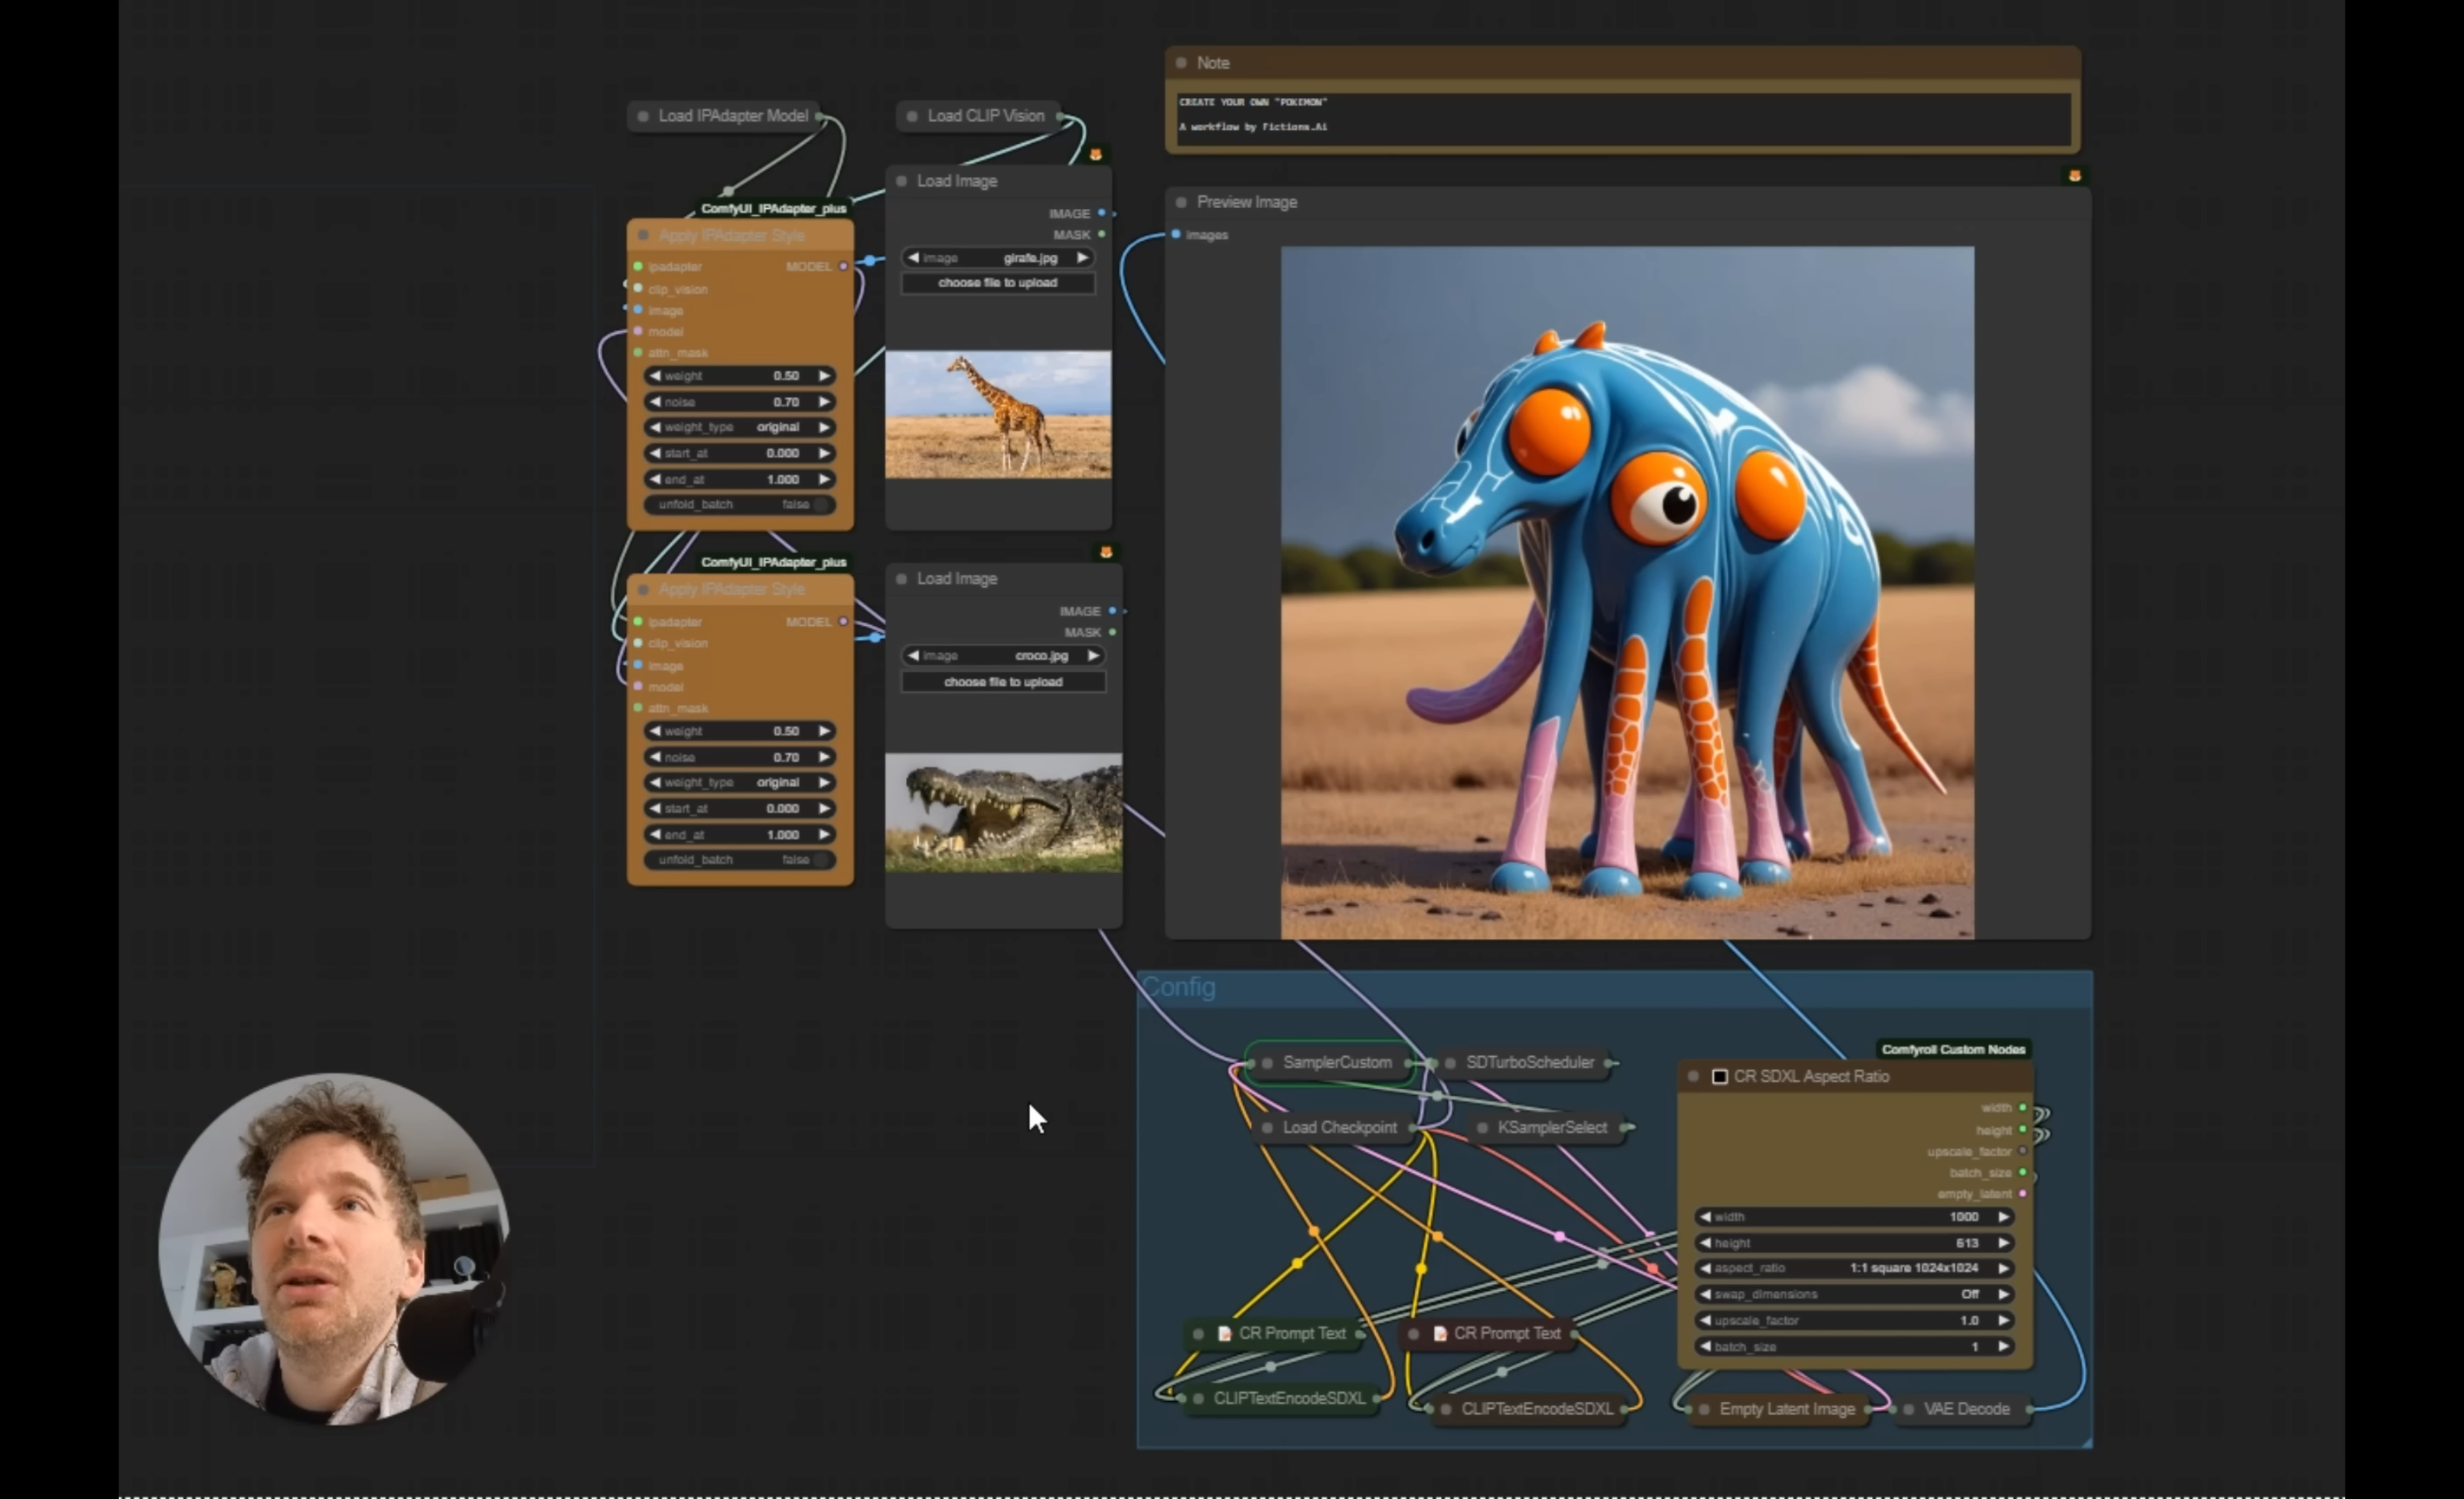 Note
CREATE YOUR OWN "POKEMON"
A workflow by Fictions.Ai
Load IPAdapter Model
Load CLIP Vision
ComfyUI_IPAdapter_plus
Apply IPAdapter Style
ipadapter MODEL
clip_vision
image
model
attn_mask
weight 0.50
noise 0.70
weight_type original
start_at 0.000
end_at 1.000
unfold_batch false
Load Image
IMAGE
MASK
image girafe.jpg
choose file to upload
Preview Image
images
ComfyUI_IPAdapter_plus
Apply IPAdapter Style
ipadapter MODEL
clip_vision
image
model
attn_mask
weight 0.50
noise 0.70
weight_type original
start_at 0.000
end_at 1.000
unfold_batch false
Load Image
IMAGE
MASK
image croco.jpg
choose file to upload
Config
SamplerCustom
SDTurboScheduler
Load Checkpoint
KSamplerSelect
Comfyroll Custom Nodes
CR SDXL Aspect Ratio
width
height
upscale_factor
batch_size
empty_latent
width 1000
height 613
aspect_ratio 1:1 square 1024x1024
swap_dimensions Off
upscale_factor 1.0
batch_size 1
CR Prompt Text
CR Prompt Text
CLIPTextEncodeSDXL
CLIPTextEncodeSDXL
Empty Latent Image
VAE Decode